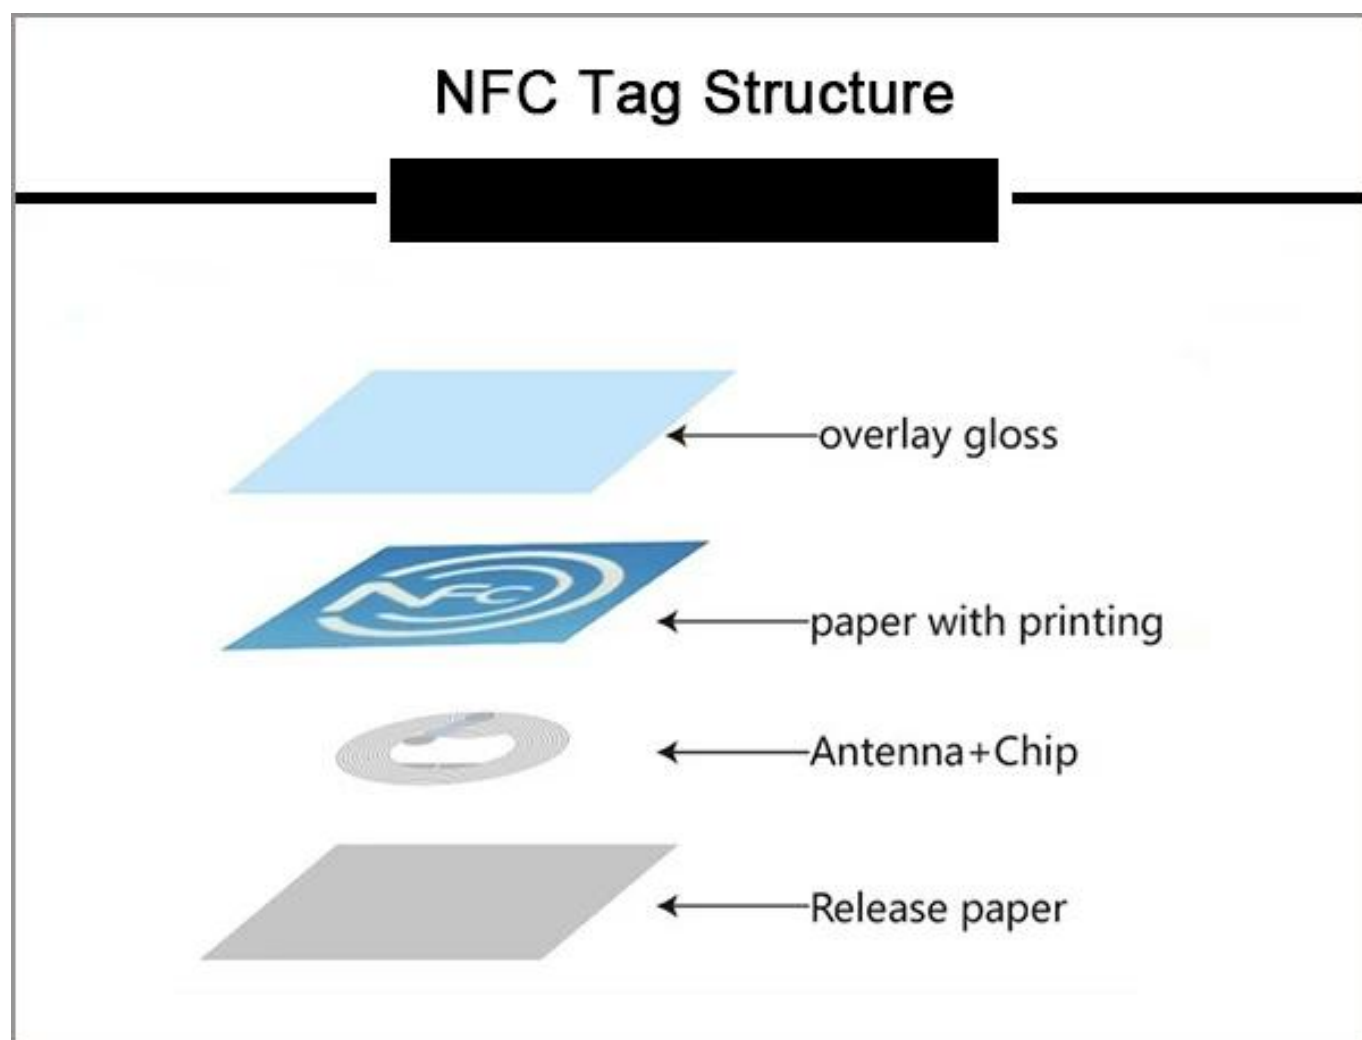 NFC Tag Structure
overlay gloss
NFC
paper with printing
Antenna+Chip
Release paper